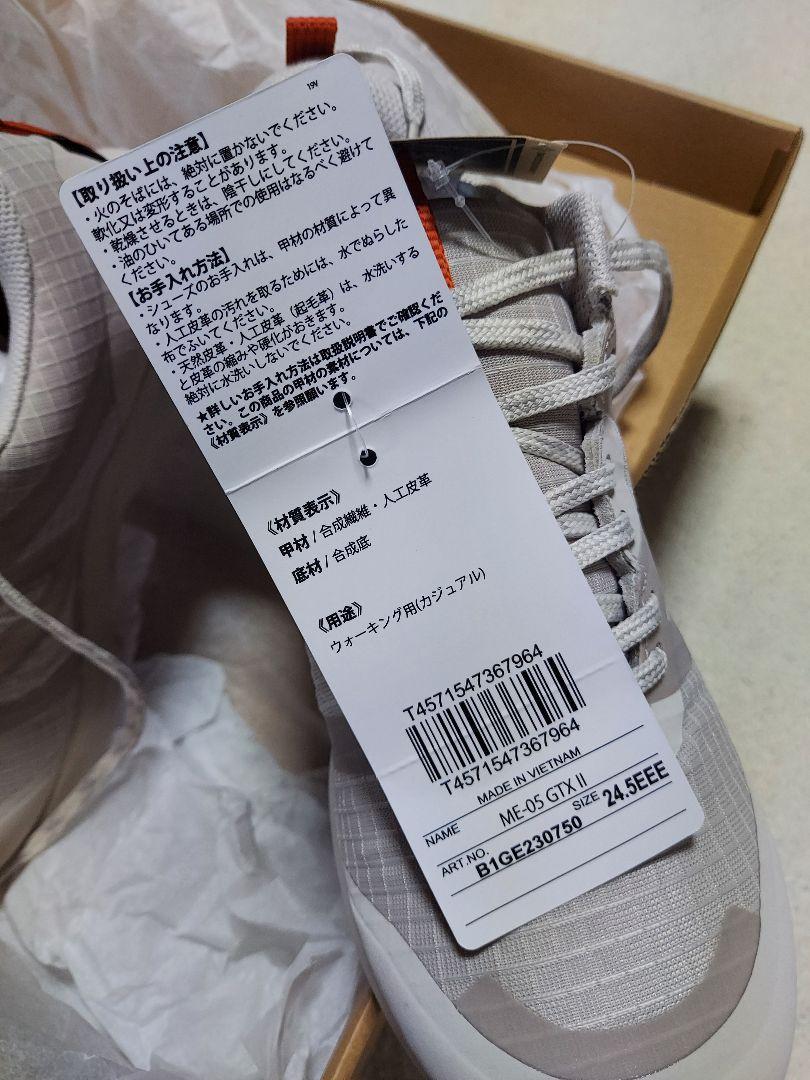 19V
【取り扱い上の注意】
・火のそばには、絶対に置かないでください。
軟化又は変形することがあります。
・乾燥させるときは、陰干しにしてください。
・油のひいてある場所での使用はなるべく避けて
ください。
【お手入れ方法】
・シューズのお手入れは、甲材の材質によって異
なります。
・人工皮革の汚れを取るためには、水でぬらした
布でふいてください。
・天然皮革・人工皮革（起毛革）は、水洗いする
と皮革の縮みや硬化がおきます。
絶対に水洗いしないでください。
★詳しいお手入れ方法は取扱説明書でご確認くだ
さい。この商品の甲材の素材については、下記の
《材質表示》を参照願います。
《材質表示》
甲材 / 合成繊維・人工皮革
底材 / 合成底
《用途》
ウォーキング用(カジュアル)
T4571547367964
T4571547367964
MADE IN VIETNAM
NAME ME-05 GTX II
ART.NO. B1GE230750 SIZE 24.5EEE